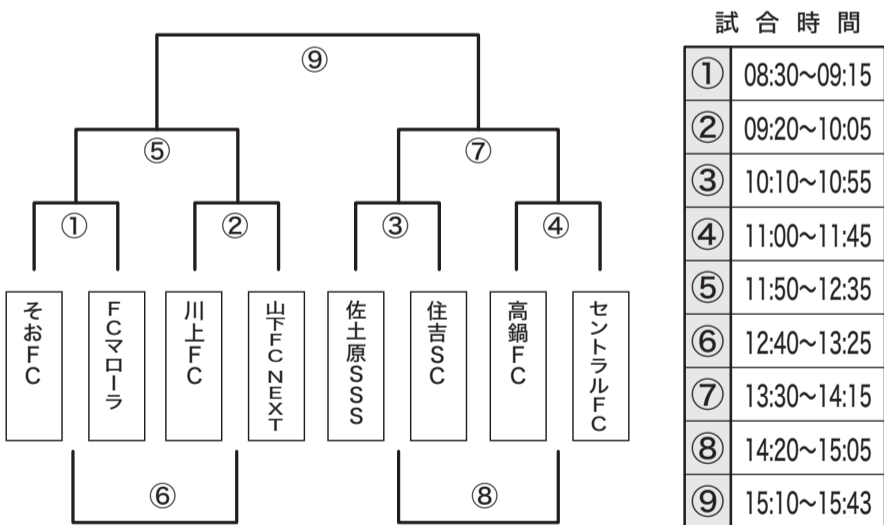 試合時間
⑨
⑤
⑦
①
②
③
④
そおFC
FCマローラ
川上FC
山下FC NEXT
佐土原SSS
住吉SC
高鍋FC
セントラルFC
⑥
⑧
① 08:30~09:15
② 09:20~10:05
③ 10:10~10:55
④ 11:00~11:45
⑤ 11:50~12:35
⑥ 12:40~13:25
⑦ 13:30~14:15
⑧ 14:20~15:05
⑨ 15:10~15:43